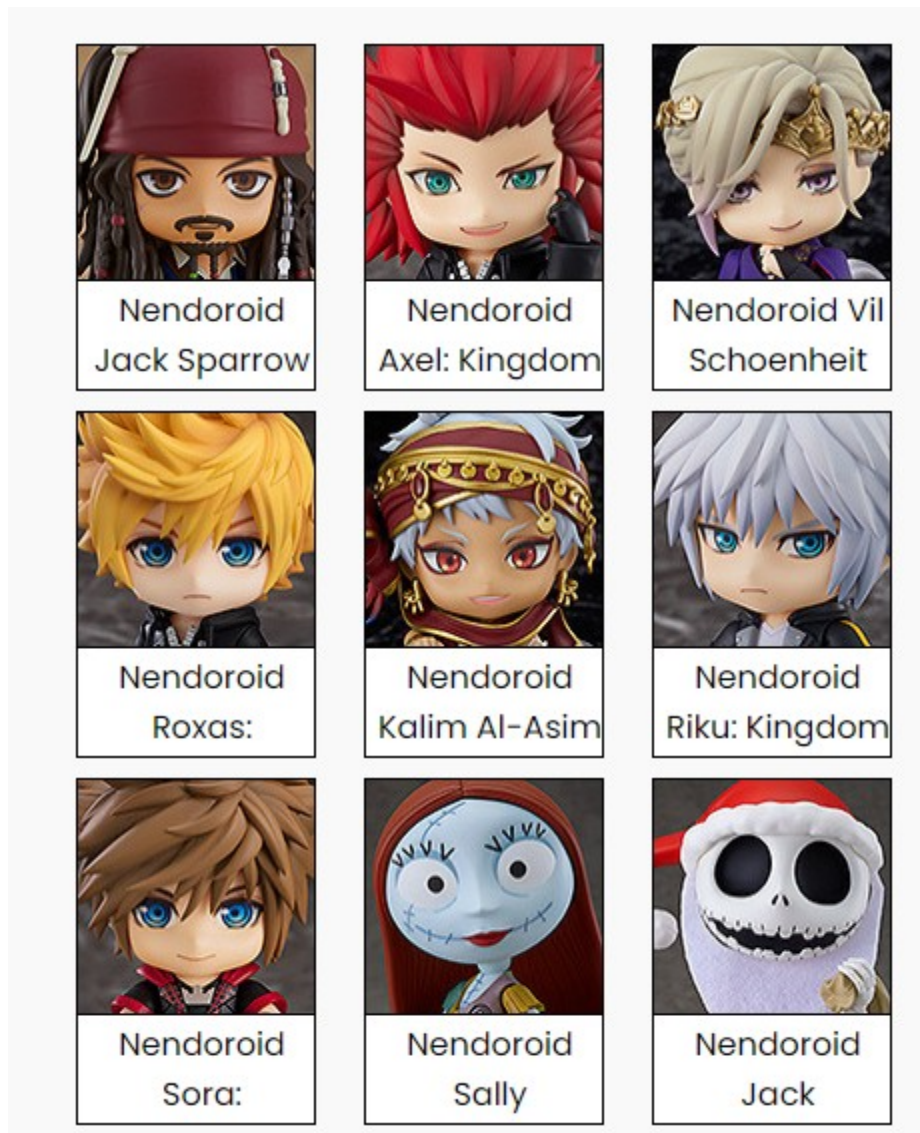 Nendoroid
Jack Sparrow
Nendoroid
Axel: Kingdom
Nendoroid Vil
Schoenheit
Nendoroid
Roxas:
Nendoroid
Kalim Al-Asim
Nendoroid
Riku: Kingdom
Nendoroid
Sora:
Nendoroid
Sally
Nendoroid
Jack